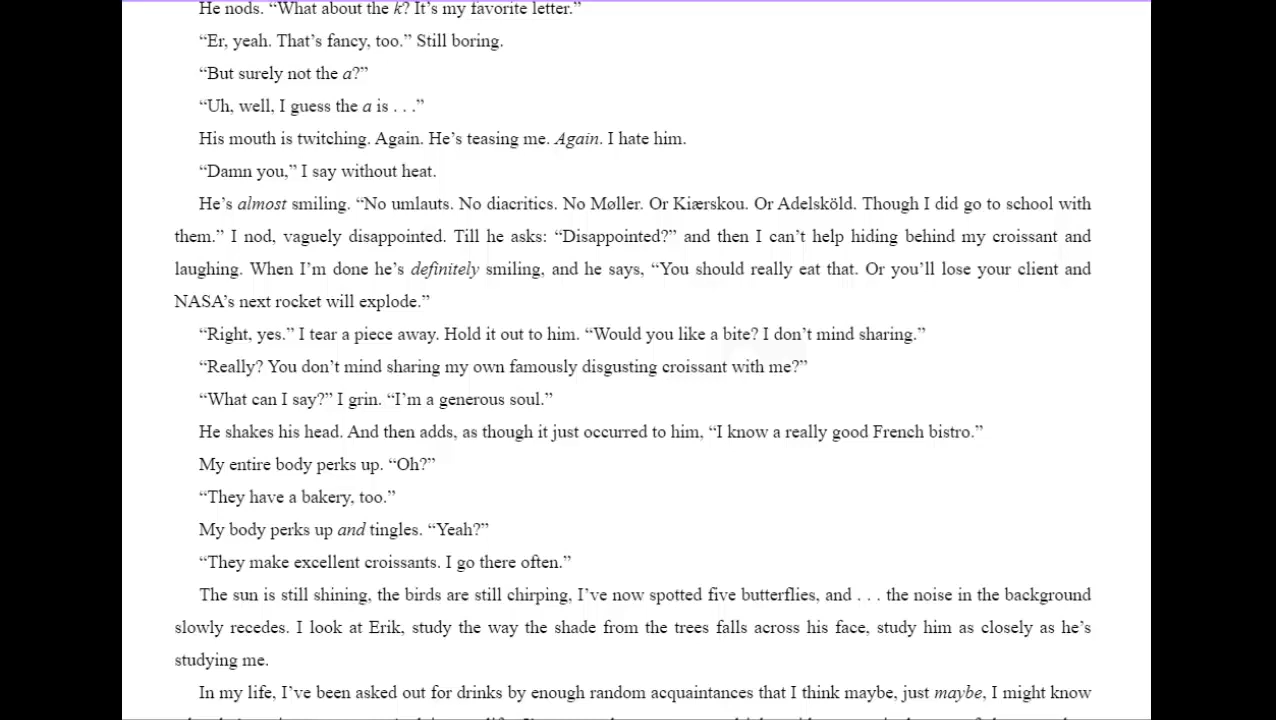 He nods. “What about the k? It’s my favorite letter.”
“Er, yeah. That’s fancy, too.” Still boring.
“But surely not the a?”
“Uh, well, I guess the a is . . .”
His mouth is twitching. Again. He’s teasing me. Again. I hate him.
“Damn you,” I say without heat.
He’s almost smiling. “No umlauts. No diacritics. No Møller. Or Kiærskou. Or Adelsköld. Though I did go to school with
them.” I nod, vaguely disappointed. Till he asks: “Disappointed?” and then I can’t help hiding behind my croissant and
laughing. When I’m done he’s definitely smiling, and he says, “You should really eat that. Or you’ll lose your client and
NASA’s next rocket will explode.”
“Right, yes.” I tear a piece away. Hold it out to him. “Would you like a bite? I don’t mind sharing.”
“Really? You don’t mind sharing my own famously disgusting croissant with me?”
“What can I say?” I grin. “I’m a generous soul.”
He shakes his head. And then adds, as though it just occurred to him, “I know a really good French bistro.”
My entire body perks up. “Oh?”
“They have a bakery, too.”
My body perks up and tingles. “Yeah?”
“They make excellent croissants. I go there often.”
The sun is still shining, the birds are still chirping, I’ve now spotted five butterflies, and . . . the noise in the background
slowly recedes. I look at Erik, study the way the shade from the trees falls across his face, study him as closely as he’s
studying me.
In my life, I’ve been asked out for drinks by enough random acquaintances that I think maybe, just maybe, I might know